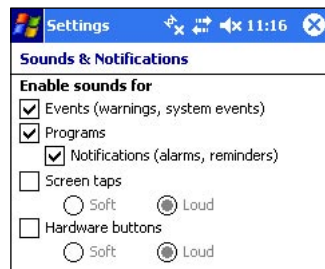 Settings 11:16
Sounds & Notifications
Enable sounds for
Events (warnings, system events)
Programs
Notifications (alarms, reminders)
Screen taps
Soft Loud
Hardware buttons
Soft Loud